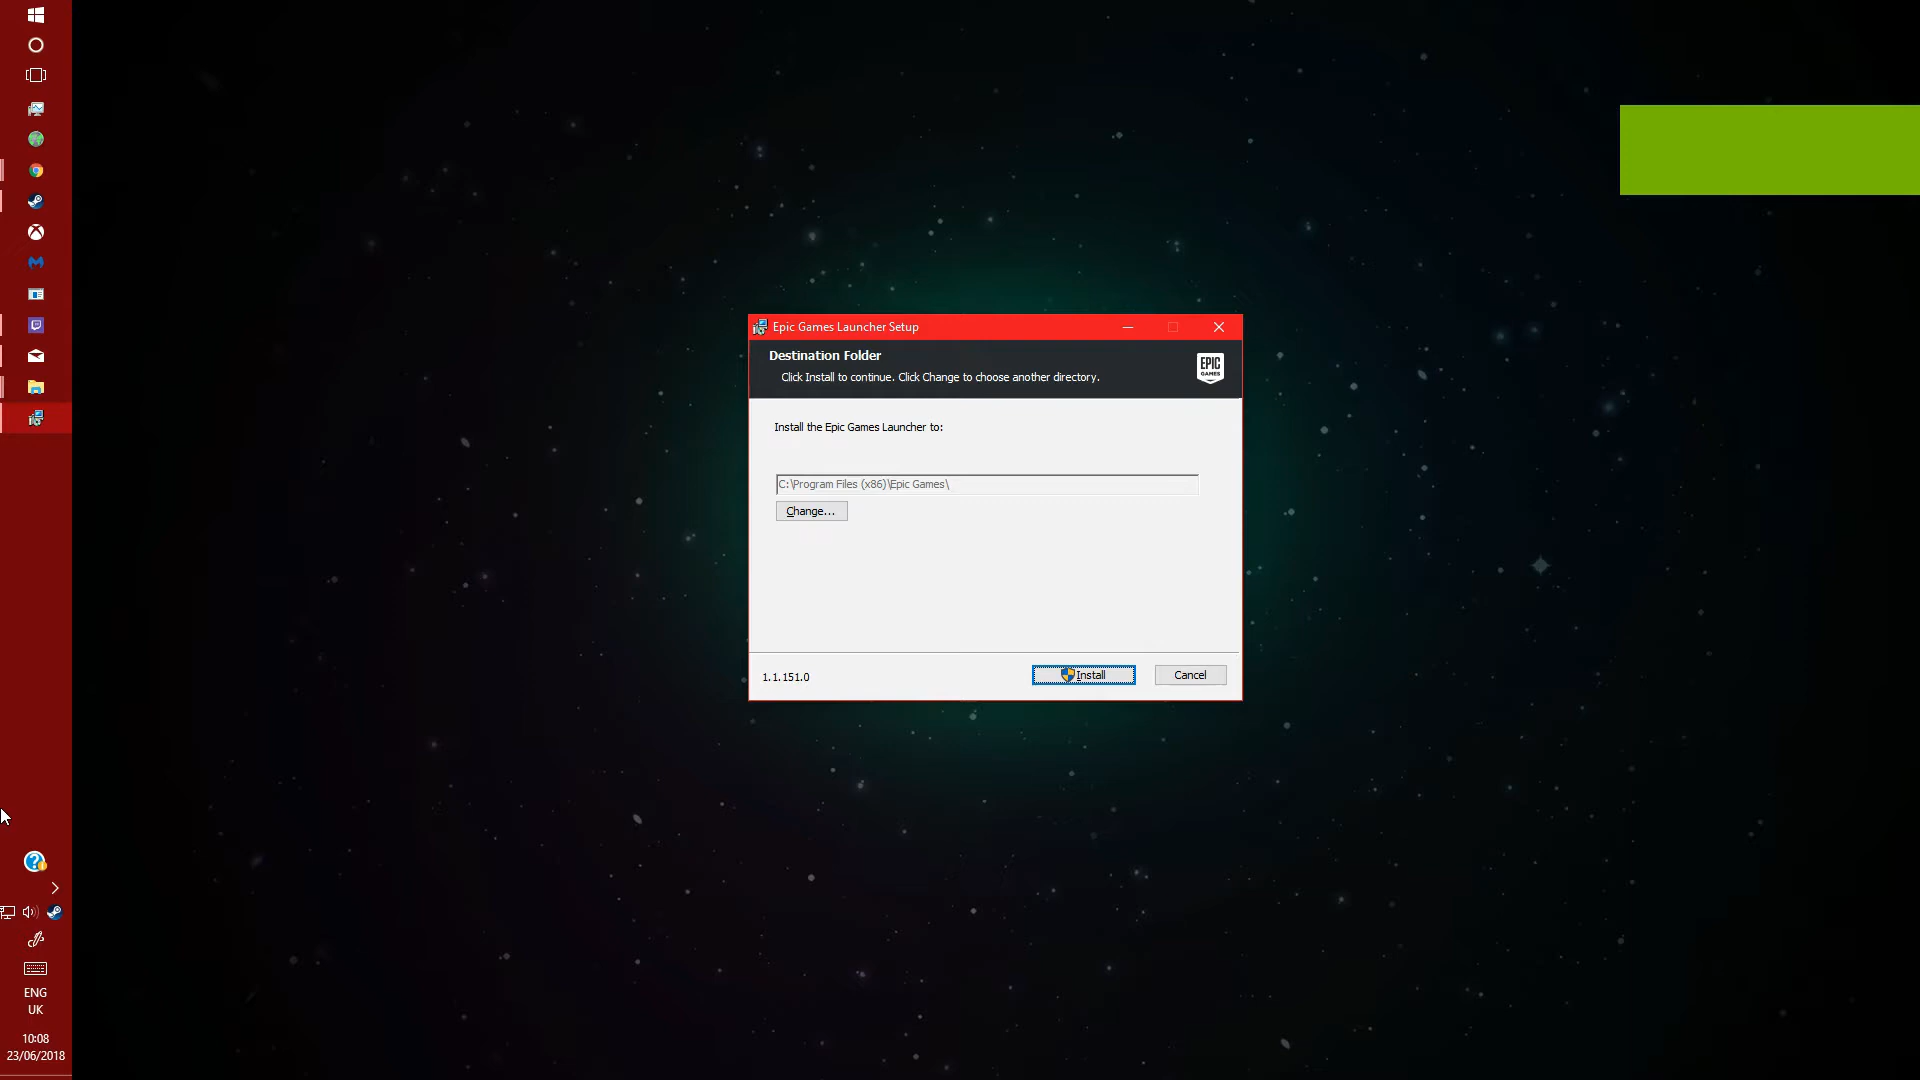 Epic Games Launcher Setup
Destination Folder
Click Install to continue. Click Change to choose another directory.
EPIC
GAMES
Install the Epic Games Launcher to:
C:\Program Files (x86)\Epic Games\
Change...
1.1.151.0
Install
Cancel
ENG
UK
10:08
23/06/2018